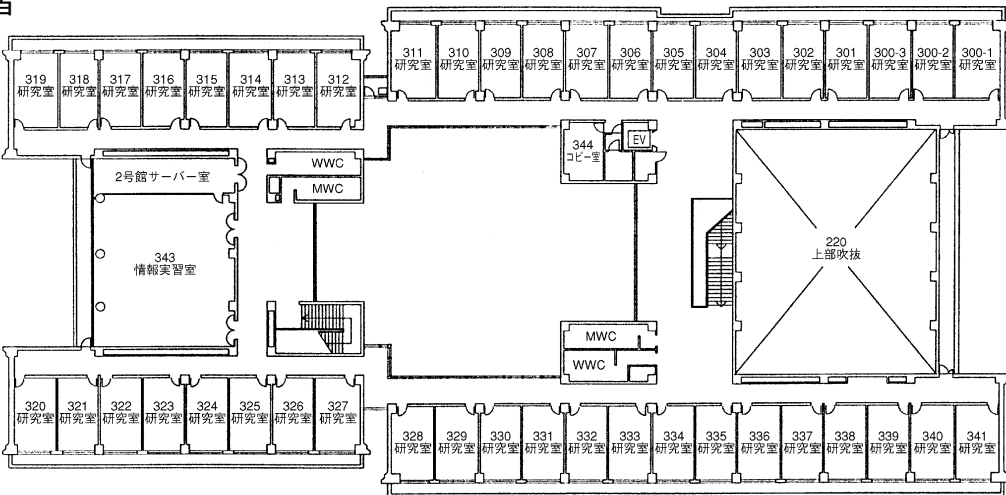 311
研究室
310
研究室
309
研究室
308
研究室
307
研究室
306
研究室
305
研究室
304
研究室
303
研究室
302
研究室
301
研究室
300-3
研究室
300-2
研究室
300-1
研究室
319
研究室
318
研究室
317
研究室
316
研究室
315
研究室
314
研究室
313
研究室
312
研究室
344
コピー室
EV
WWC
MWC
2号館サーバー室
343
情報実習室
220
上部吹抜
MWC
WWC
320
研究室
321
研究室
322
研究室
323
研究室
324
研究室
325
研究室
326
研究室
327
研究室
328
研究室
329
研究室
330
研究室
331
研究室
332
研究室
333
研究室
334
研究室
335
研究室
336
研究室
337
研究室
338
研究室
339
研究室
340
研究室
341
研究室